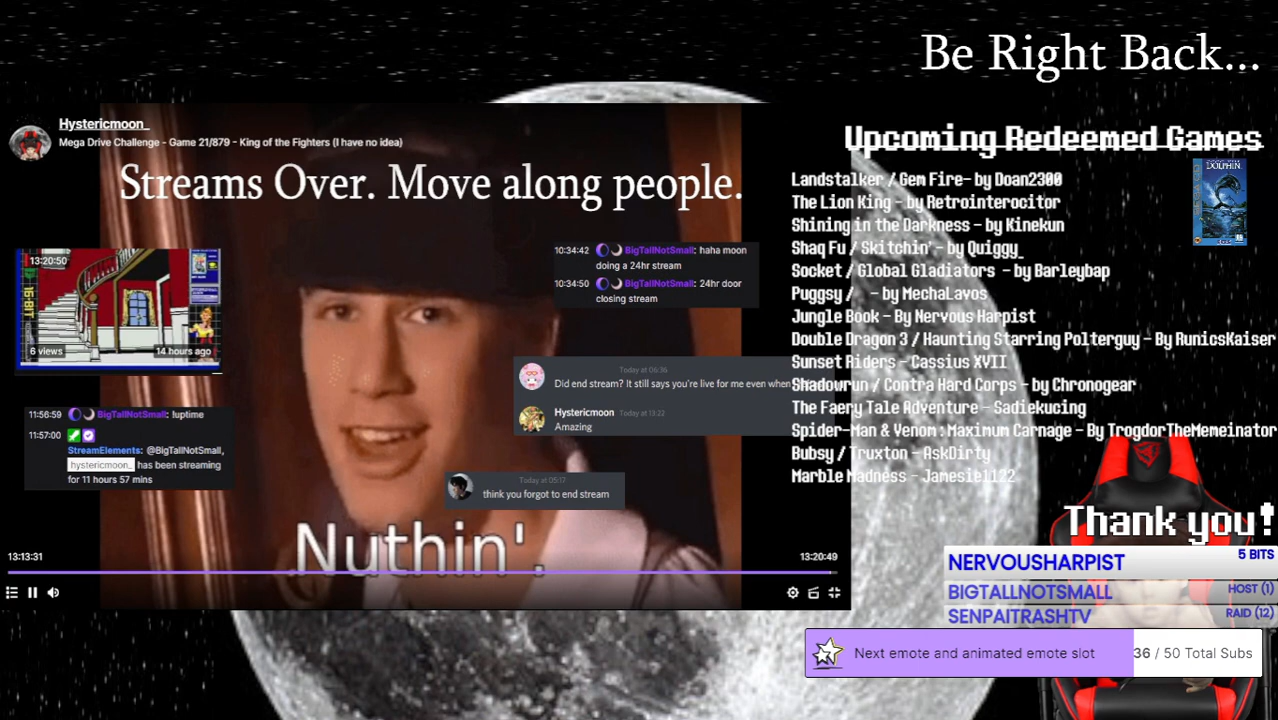 Be Right Back...
Hystericmoon_
Mega Drive Challenge - Game 21/879 - King of the Fighters (I have no idea)
Streams Over. Move along people.
Upcoming Redeemed Games
Landstalker / Gem Fire- by Doan2300
The Lion King - by Retrointerocitor
Shining in the Darkness - by Kinekun
Shaq Fu / Skitchin' - by Quiggy_
Socket / Global Gladiators - by Barleybap
Puggsy / - by MechaLavos
Jungle Book - By Nervous Harpist
Double Dragon 3 / Haunting Starring Polterguy - By RunicsKaiser
Sunset Riders - Cassius XVII
Shadowrun / Contra Hard Corps - by Chronogear
The Faery Tale Adventure - Sadiekucing
Spider-Man & Venom: Maximum Carnage - By TrogdorTheMemeinator
Bubsy / Truxton - AskDirty
Marble Madness - Jamesie1122
DOLPHIN
13:20:50
16-BIT
6 views
14 hours ago
10:34:42 BigTallNotSmall: haha moon
doing a 24hr stream
10:34:50 BigTallNotSmall: 24hr door
closing stream
Today at 06:36
Did end stream? It still says you're live for me even when
Hystericmoon Today at 13:22
Amazing
11:56:59 BigTallNotSmall: !uptime
11:57:00
StreamElements: @BigTallNotSmall,
hystericmoon_ has been streaming
for 11 hours 57 mins
Today at 05:17
think you forgot to end stream
Nuthin'.
13:13:31
13:20:49
Thank you!
NERVOUSHARPIST 5 BITS
BIGTALLNOTSMALL HOST (1)
SENPAITRASHTV RAID (12)
Next emote and animated emote slot 36 / 50 Total Subs